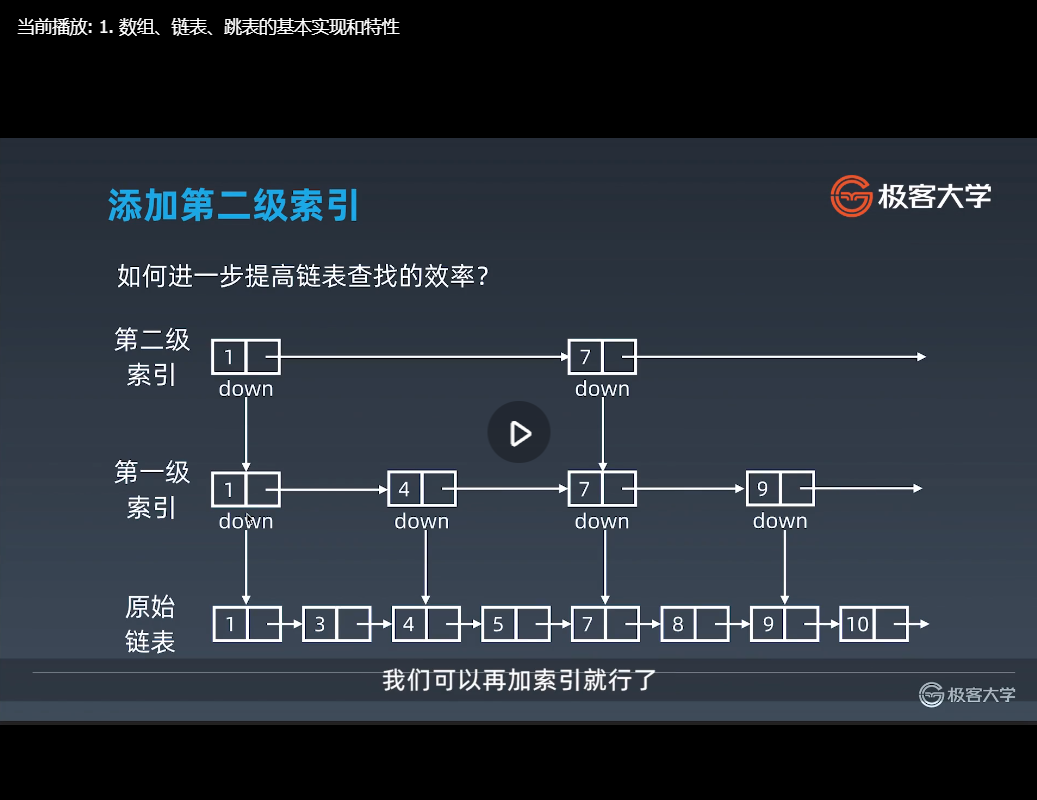 当前播放: 1. 数组、链表、跳表的基本实现和特性
添加第二级索引
极客大学
如何进一步提高链表查找的效率?
第二级
索引
1 7
down down
第一级
索引
1 4 7 9
down down down down
原始
链表
1 3 4 5 7 8 9 10
我们可以再加索引就行了
极客大学